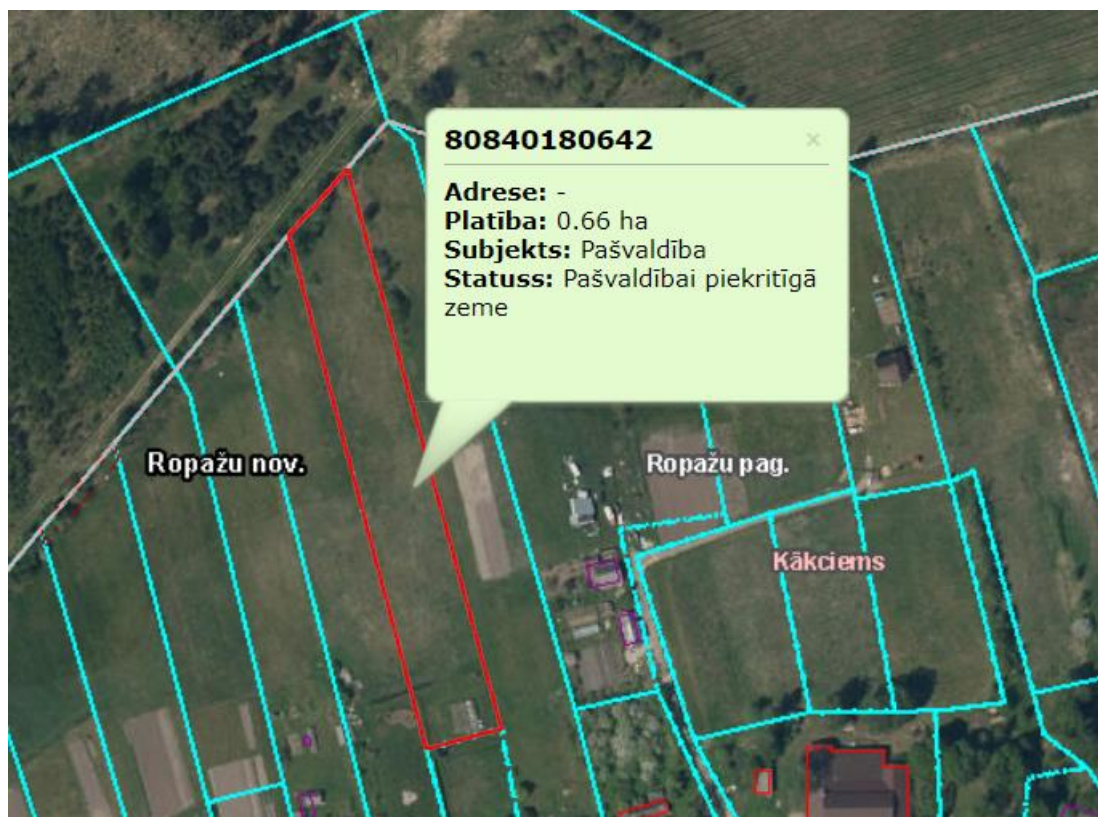 80840180642 ×
Adrese: -
Platība: 0.66 ha
Subjekts: Pašvaldība
Statuss: Pašvaldībai piekritīgā
zeme
Ropažu nov.
Ropažu pag.
Kākciems